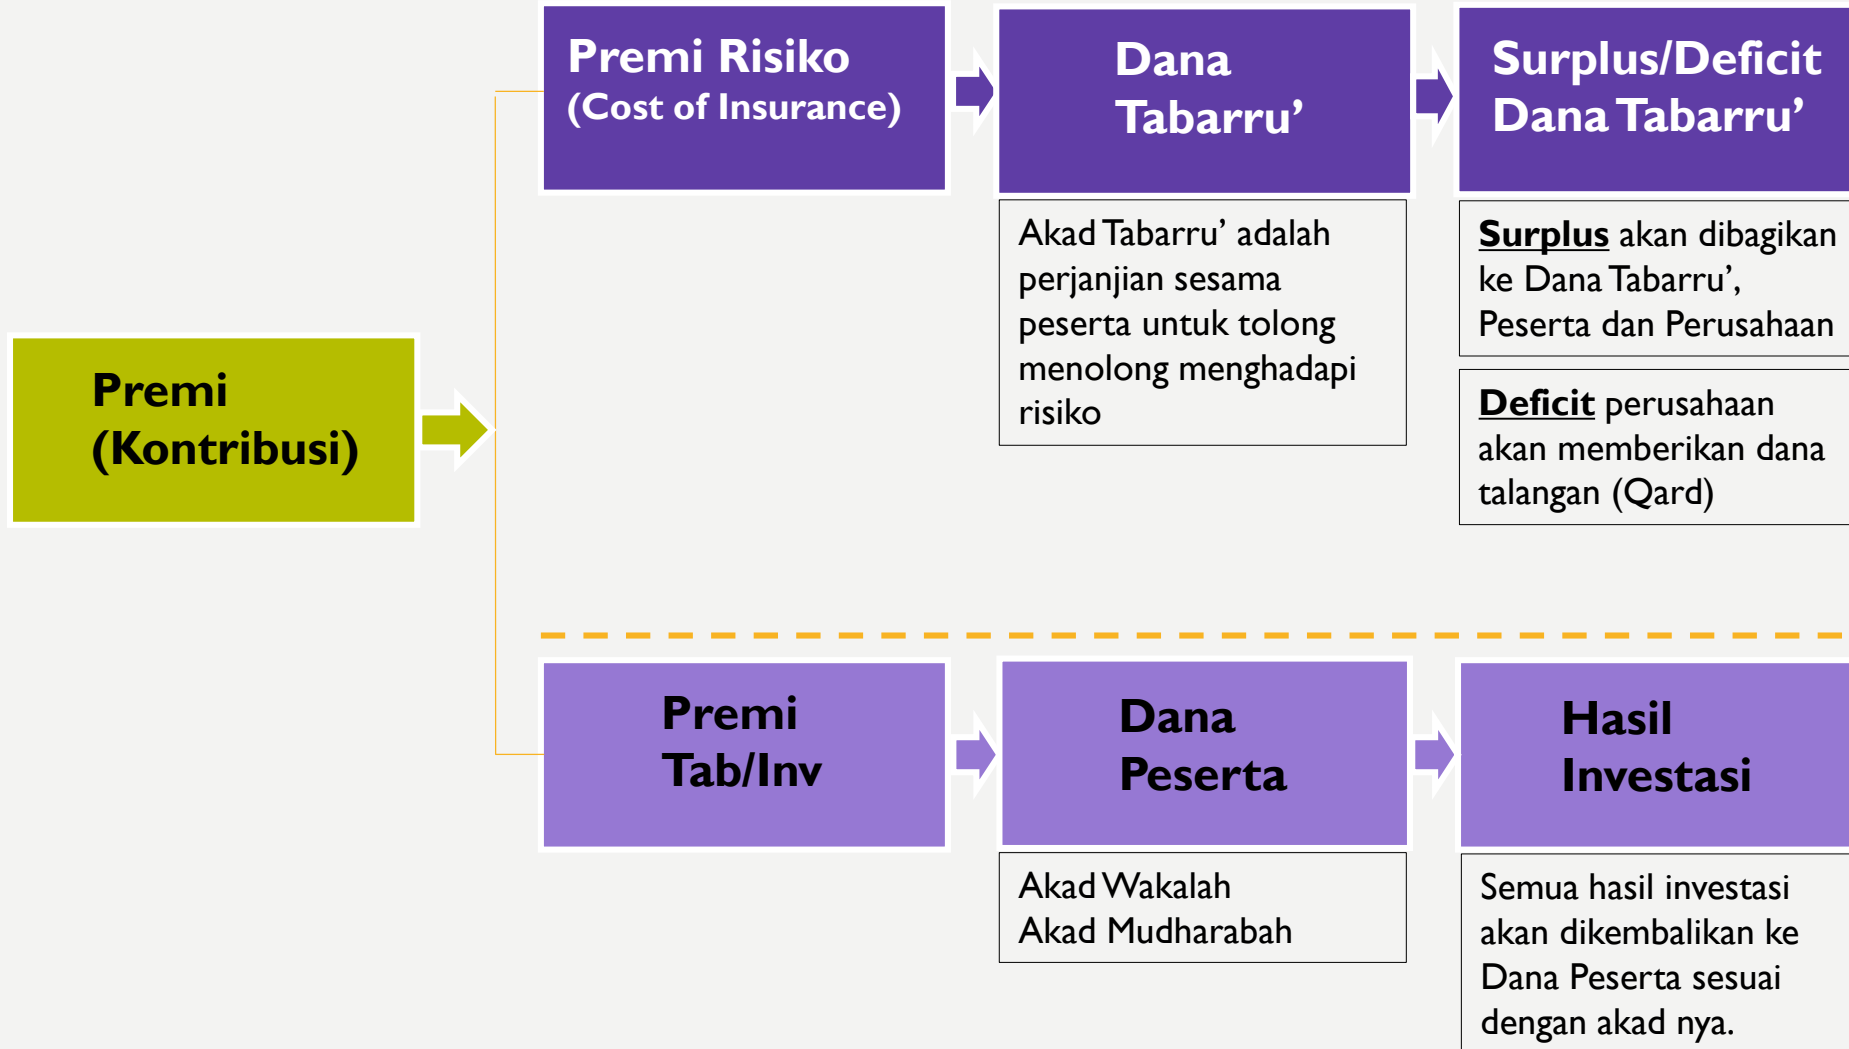 Premi
(Kontribusi)
Premi Risiko
(Cost of Insurance)
Dana
Tabarru’
Akad Tabarru’ adalah
perjanjian sesama
peserta untuk tolong
menolong menghadapi
risiko
Surplus/Deficit
Dana Tabarru’
Surplus akan dibagikan
ke Dana Tabarru’,
Peserta dan Perusahaan
Deficit perusahaan
akan memberikan dana
talangan (Qard)
Premi
Tab/Inv
Dana
Peserta
Akad Wakalah
Akad Mudharabah
Hasil
Investasi
Semua hasil investasi
akan dikembalikan ke
Dana Peserta sesuai
dengan akad nya.